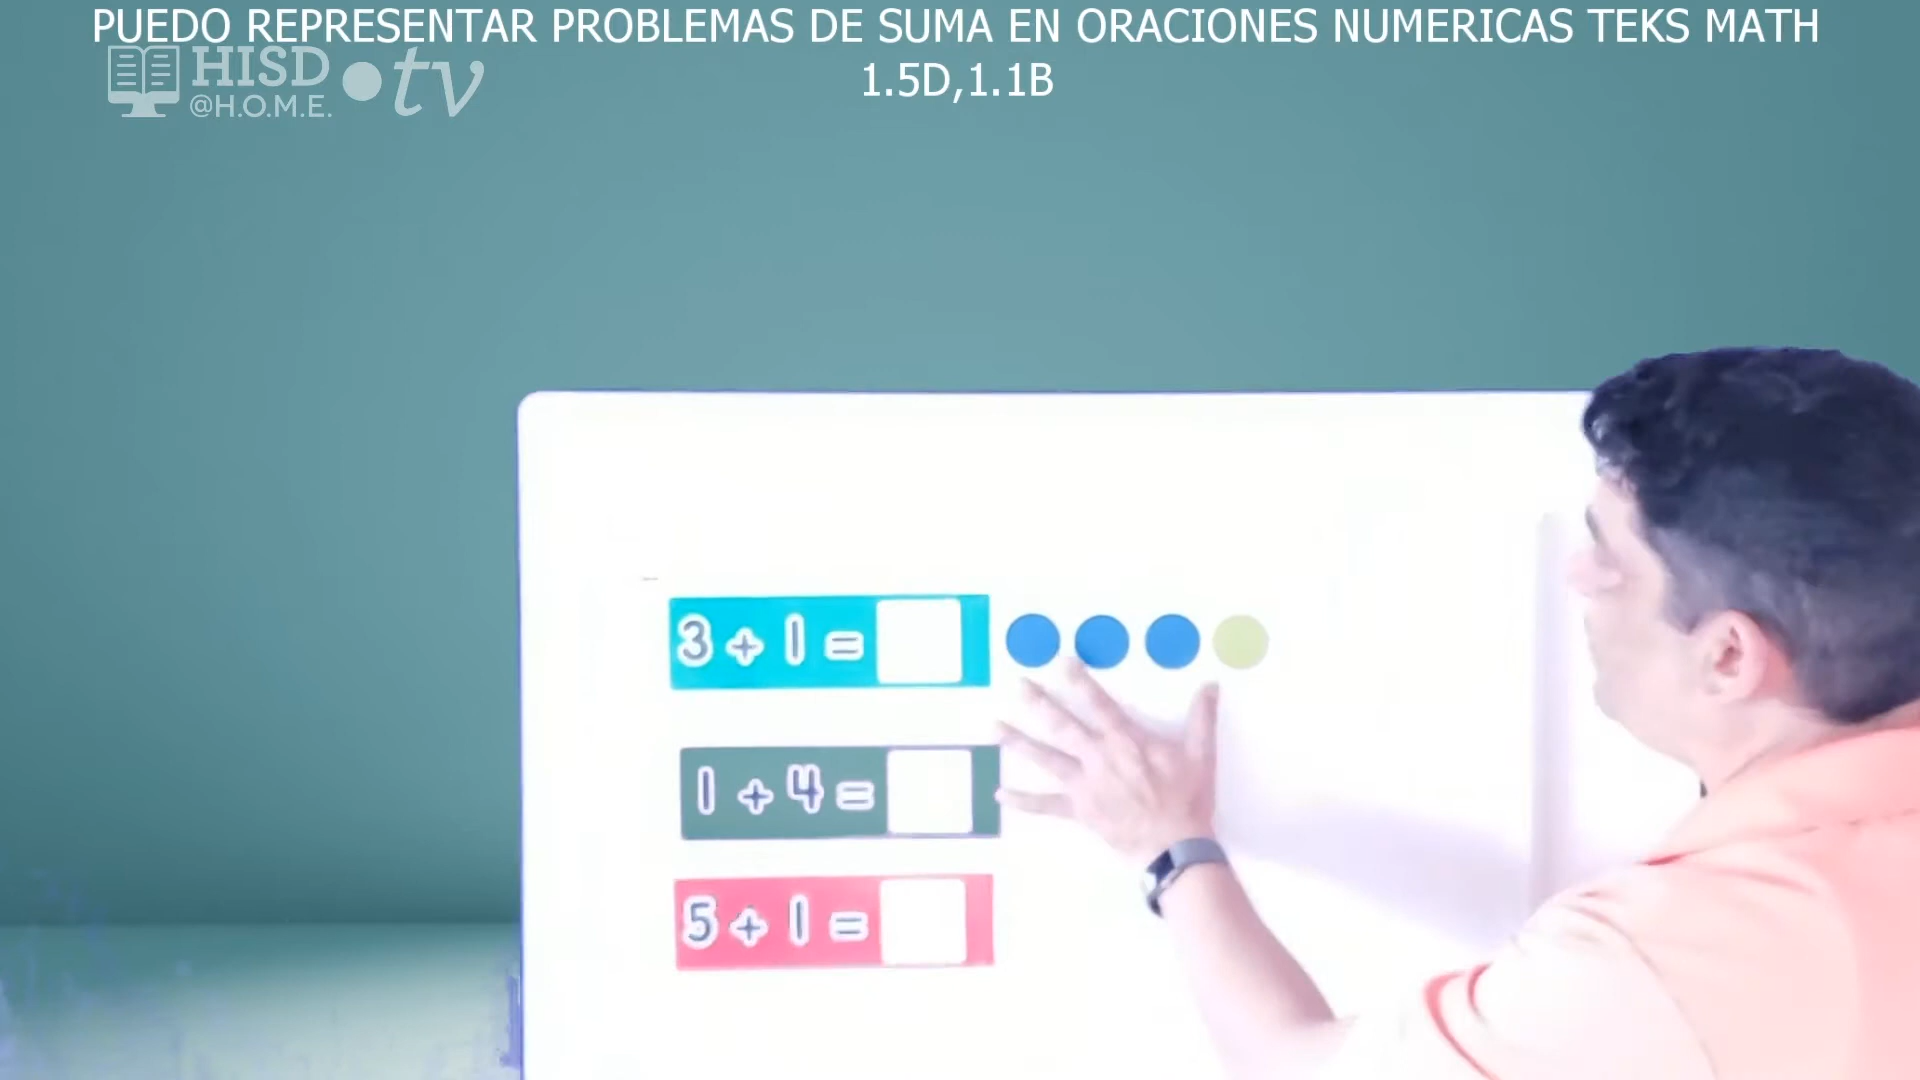 PUEDO REPRESENTAR PROBLEMAS DE SUMA EN ORACIONES NUMERICAS TEKS MATH
1.5D,1.1B
HISD
@H.O.M.E.
tv
3 + 1 =
1 + 4 =
5 + 1 =